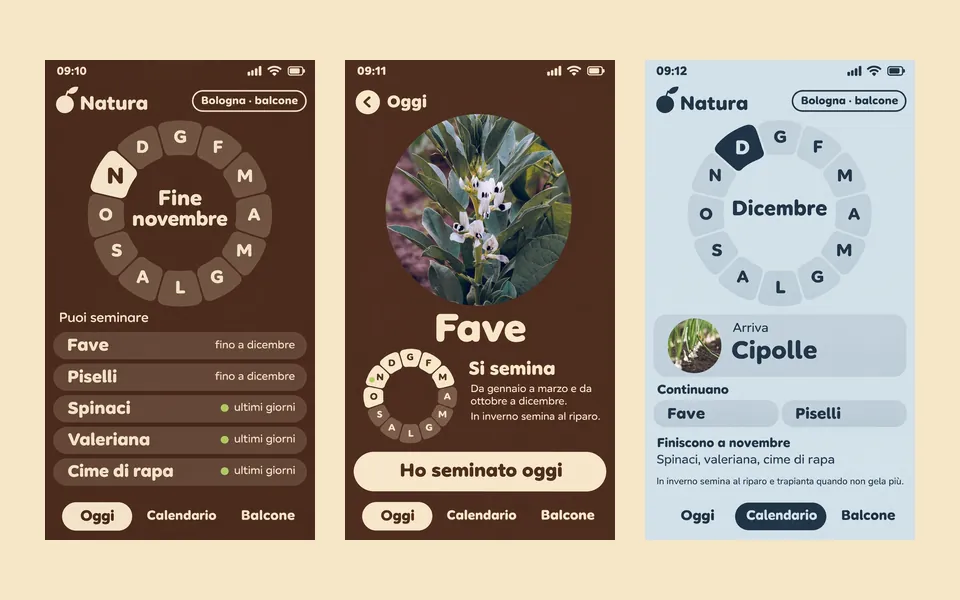 09:10
Natura
Bologna · balcone
G
F
M
A
M
G
L
A
S
O
N
D
Fine
novembre
Puoi seminare
Fave fino a dicembre
Piselli fino a dicembre
Spinaci ultimi giorni
Valeriana ultimi giorni
Cime di rapa ultimi giorni
Oggi Calendario Balcone
09:11
Oggi
Fave
G
F
M
A
M
G
L
A
S
O
N
D
Si semina
Da gennaio a marzo e da
ottobre a dicembre.
In inverno semina al riparo.
Ho seminato oggi
Oggi Calendario Balcone
09:12
Natura
Bologna · balcone
G
F
M
A
M
G
L
A
S
O
N
D
Dicembre
Arriva
Cipolle
Continuano
Fave Piselli
Finiscono a novembre
Spinaci, valeriana, cime di rapa
In inverno semina al riparo e trapianta quando non gela più.
Oggi Calendario Balcone